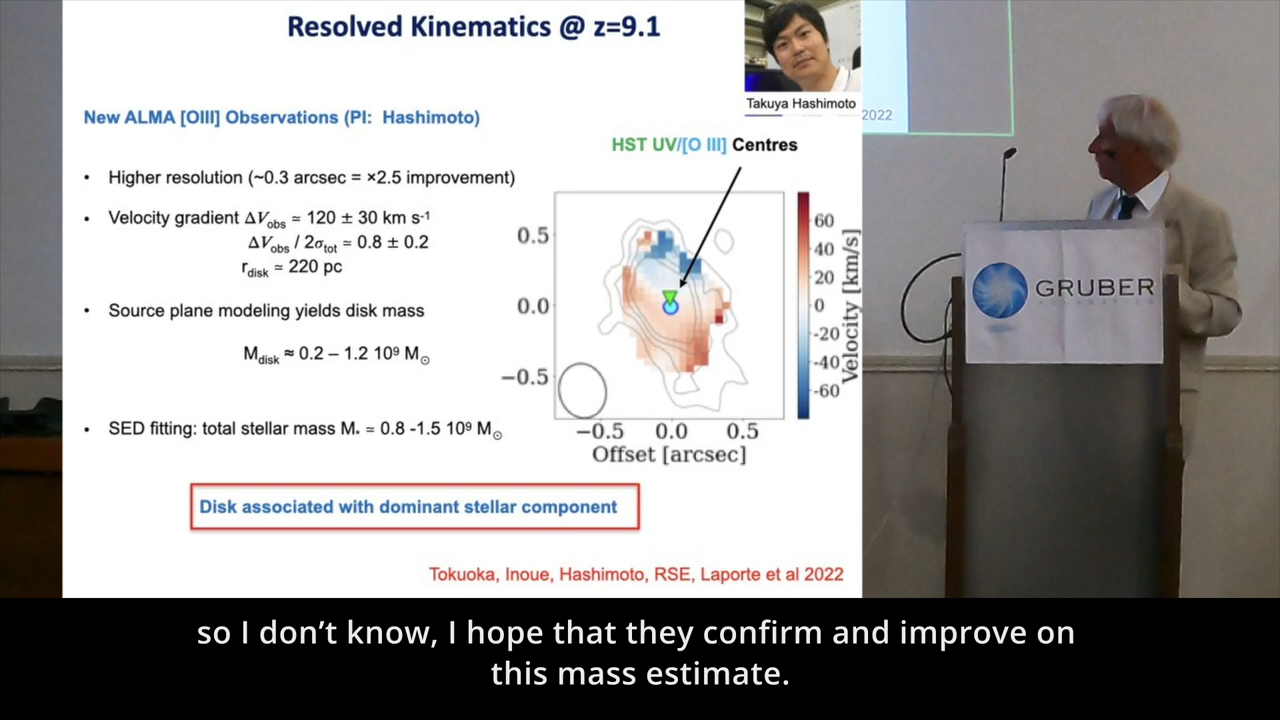 Resolved Kinematics @ z=9.1
Takuya Hashimoto
2022
New ALMA [OIII] Observations (PI: Hashimoto)
HST UV/[O III] Centres
• Higher resolution (~0.3 arcsec = ×2.5 improvement)
• Velocity gradient ΔV_obs ≃ 120 ± 30 km s⁻¹
ΔV_obs / 2σ_tot ≃ 0.8 ± 0.2
r_disk ≃ 220 pc
• Source plane modeling yields disk mass
M_disk ≈ 0.2 – 1.2 10⁹ M⊙
• SED fitting: total stellar mass M* ≃ 0.8 -1.5 10⁹ M⊙
0.5
0.0
−0.5
−0.5 0.0 0.5
Offset [arcsec]
60
40
20
0
-20
-40
-60
Velocity [km/s]
Disk associated with dominant stellar component
Tokuoka, Inoue, Hashimoto, RSE, Laporte et al 2022
GRUBER
so I don’t know, I hope that they confirm and improve on
this mass estimate.